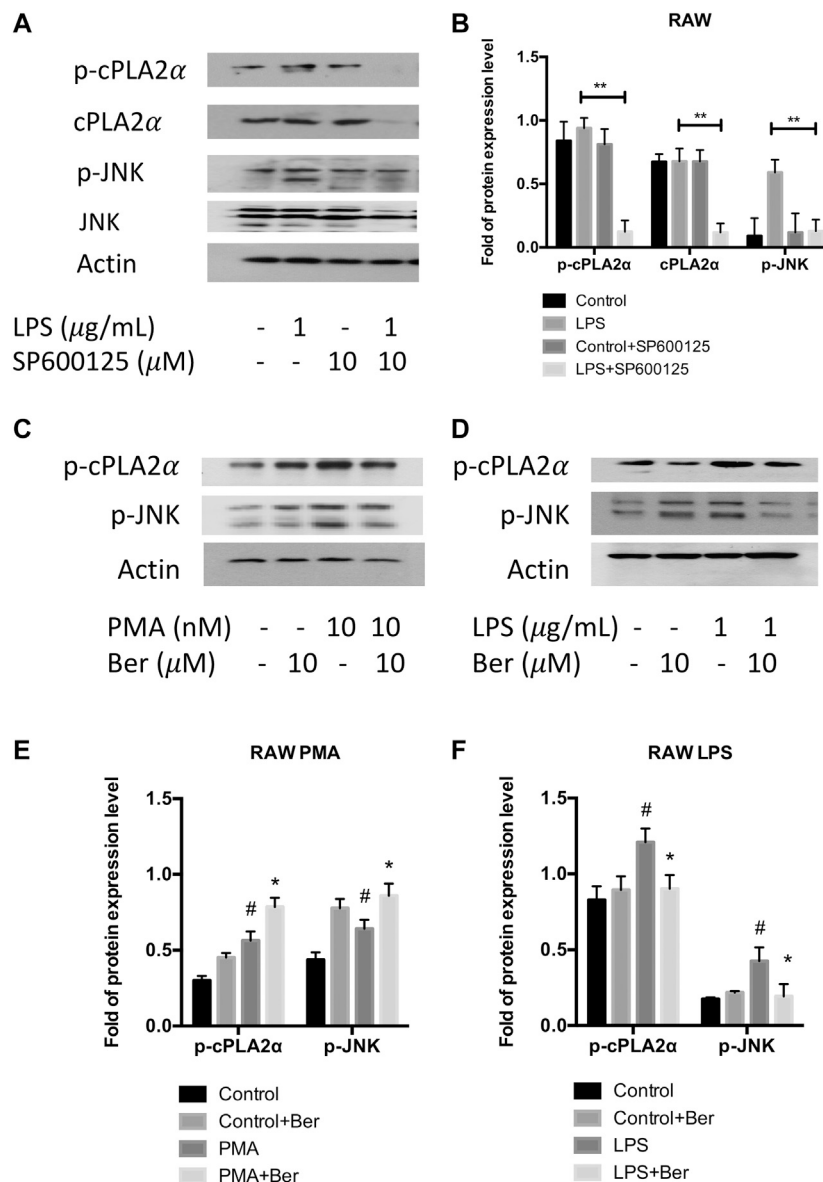 A
p-cPLA2α
cPLA2α
p-JNK
JNK
Actin
LPS (μg/mL) - 1 - 1
SP600125 (μM) - - 10 10
B
RAW
Fold of protein expression level
1.5
1.0
0.5
0.0
** ** **
p-cPLA2α cPLA2α p-JNK
Control
LPS
Control+SP600125
LPS+SP600125
C
p-cPLA2α
p-JNK
Actin
PMA (nM) - - 10 10
Ber (μM) - 10 - 10
D
p-cPLA2α
p-JNK
Actin
LPS (μg/mL) - - 1 1
Ber (μM) - 10 - 10
E
RAW PMA
Fold of protein expression level
1.5
1.0
0.5
0.0
# * # *
p-cPLA2α p-JNK
Control
Control+Ber
PMA
PMA+Ber
F
RAW LPS
Fold of protein expression level
1.5
1.0
0.5
0.0
# * # *
p-cPLA2α p-JNK
Control
Control+Ber
LPS
LPS+Ber